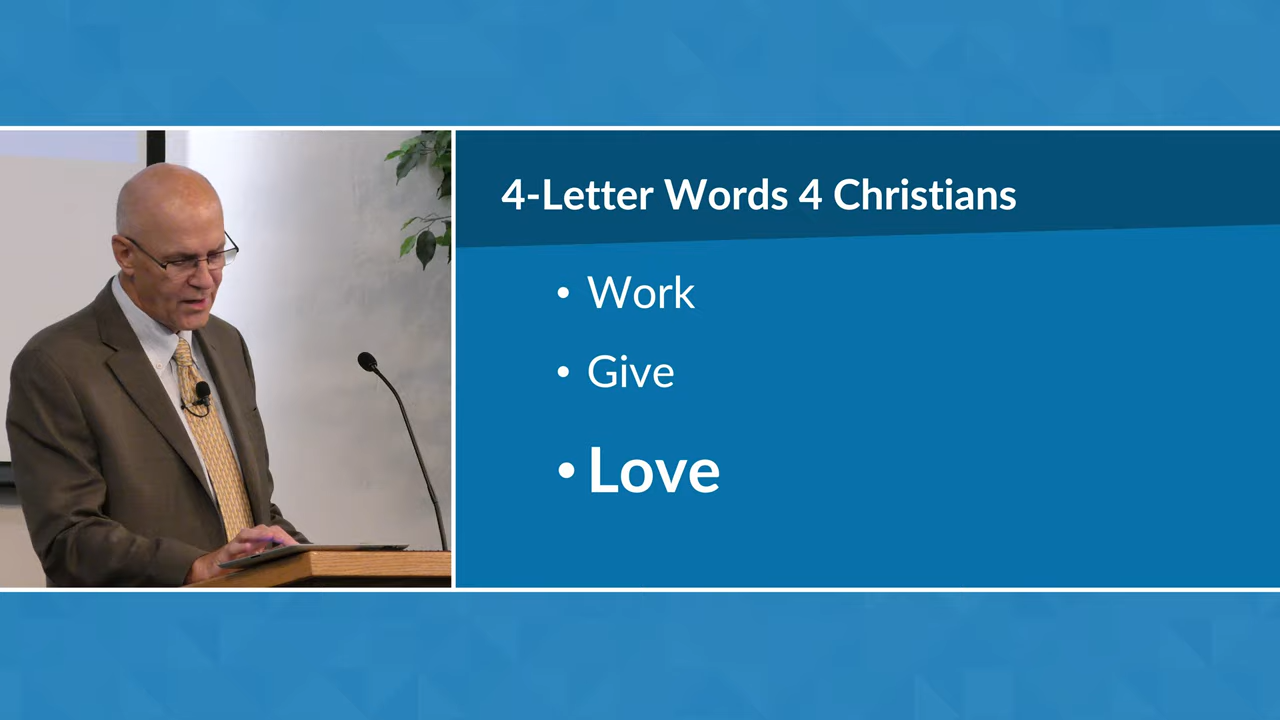 4-Letter Words 4 Christians
• Work
• Give
• Love